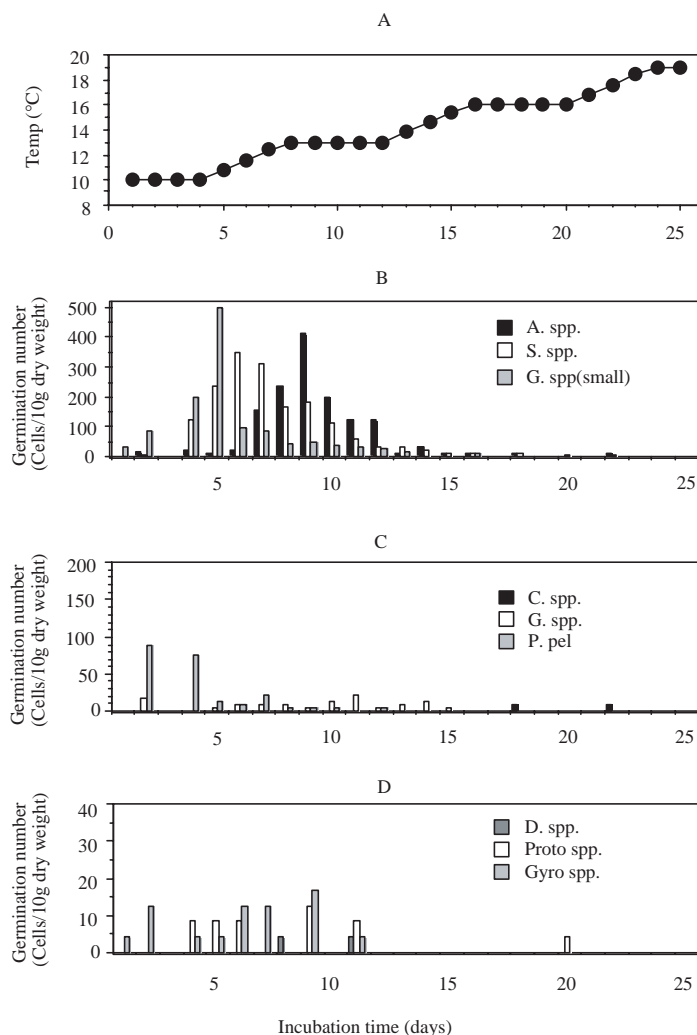 A
20
18
16
14
12
10
8
Temp (°C)
0 5 10 15 20 25
B
500
400
300
200
100
0
Germination number
(Cells/10g dry weight)
A. spp.
S. spp.
G. spp(small)
5 10 15 20 25
C
200
150
100
50
0
Germination number
(Cells/10g dry weight)
C. spp.
G. spp.
P. pel
5 10 15 20 25
D
40
30
20
10
0
Germination number
(Cells/10g dry weight)
D. spp.
Proto spp.
Gyro spp.
5 10 15 20 25
Incubation time (days)